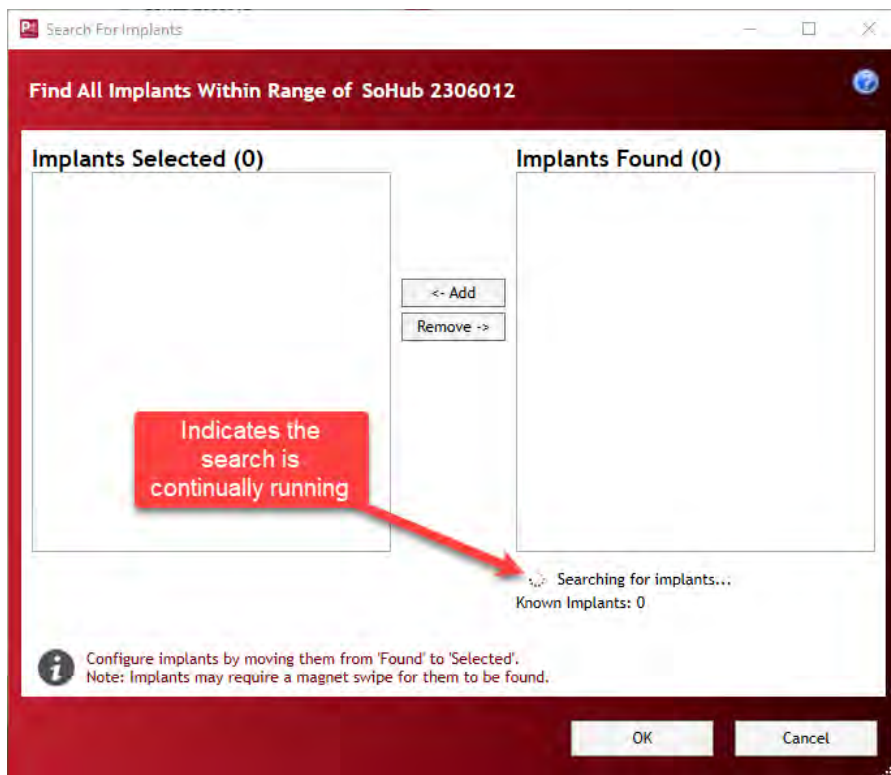 Search For Implants
Find All Implants Within Range of SoHub 2306012
Implants Selected (0)
Implants Found (0)
<- Add
Remove ->
Indicates the
search is
continually running
Searching for implants...
Known Implants: 0
Configure implants by moving them from 'Found' to 'Selected'.
Note: Implants may require a magnet swipe for them to be found.
OK
Cancel